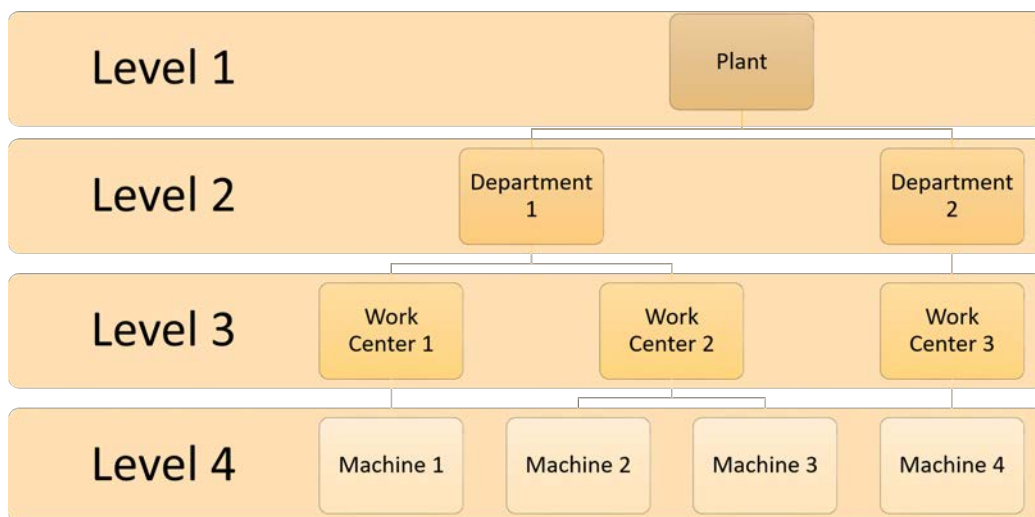 Level 1
Plant
Level 2
Department
1
Department
2
Level 3
Work
Center 1
Work
Center 2
Work
Center 3
Level 4
Machine 1
Machine 2
Machine 3
Machine 4